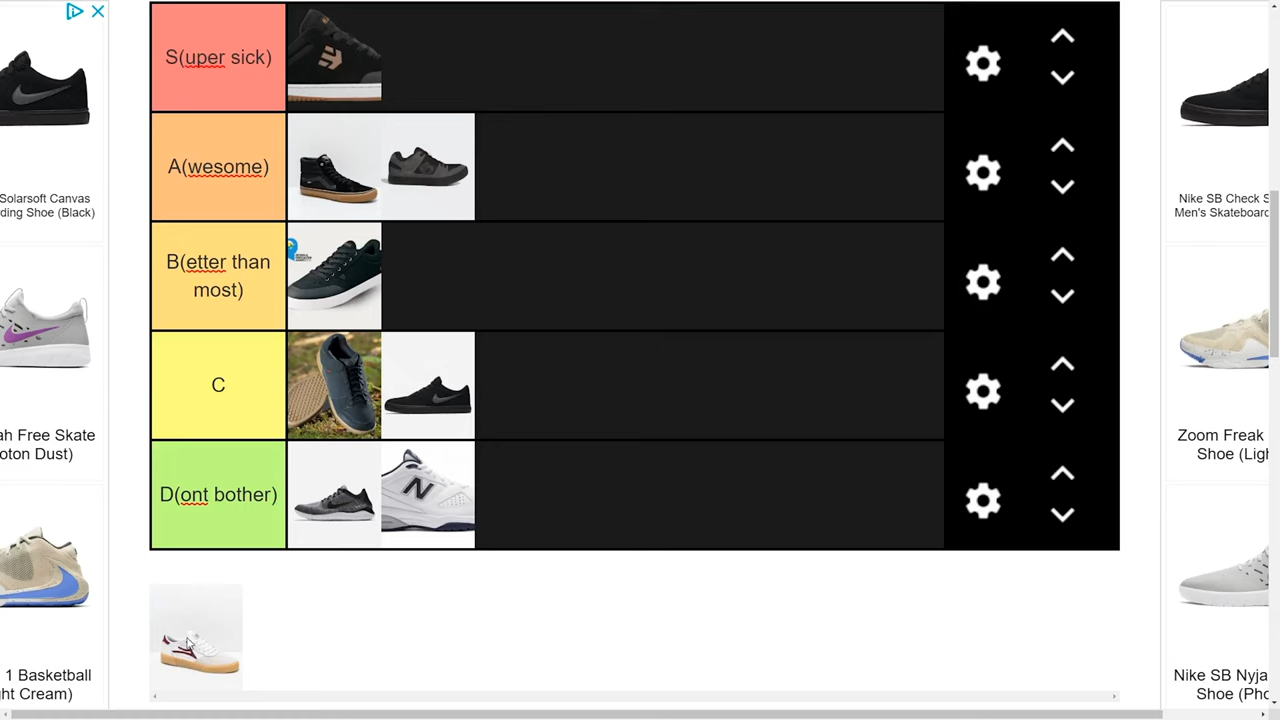 S(uper sick)
A(wesome)
B(etter than
most)
C
D(ont bother)
Solarsoft Canvas
ding Shoe (Black)
ah Free Skate
oton Dust)
1 Basketball
ght Cream)
Nike SB Check S
Men's Skateboard
Zoom Freak
Shoe (Ligh
Nike SB Nyja
Shoe (Pho
N